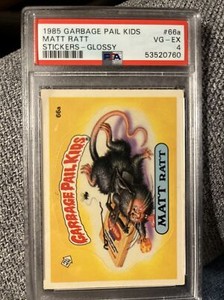 1985 GARBAGE PAIL KIDS #66a
MATT RATT VG-EX
STICKERS-GLOSSY 4
PSA 53520760
66a
GARBAGE PAIL KIDS
MATT RATT